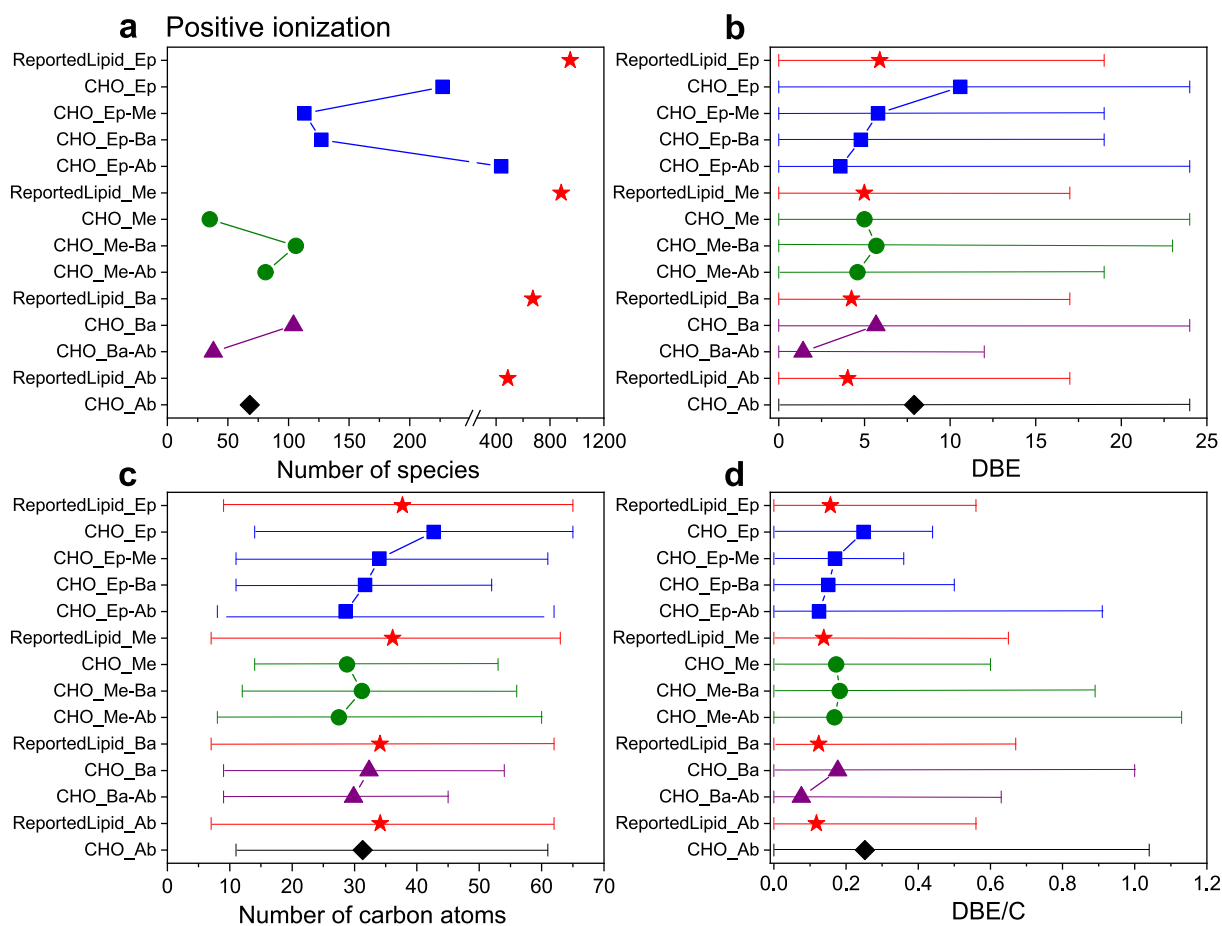 a Positive ionization
ReportedLipid_Ep
CHO_Ep
CHO_Ep-Me
CHO_Ep-Ba
CHO_Ep-Ab
ReportedLipid_Me
CHO_Me
CHO_Me-Ba
CHO_Me-Ab
ReportedLipid_Ba
CHO_Ba
CHO_Ba-Ab
ReportedLipid_Ab
CHO_Ab
0 50 100 150 200 400 800 1200
Number of species
b
ReportedLipid_Ep
CHO_Ep
CHO_Ep-Me
CHO_Ep-Ba
CHO_Ep-Ab
ReportedLipid_Me
CHO_Me
CHO_Me-Ba
CHO_Me-Ab
ReportedLipid_Ba
CHO_Ba
CHO_Ba-Ab
ReportedLipid_Ab
CHO_Ab
0 5 10 15 20 25
DBE
c
ReportedLipid_Ep
CHO_Ep
CHO_Ep-Me
CHO_Ep-Ba
CHO_Ep-Ab
ReportedLipid_Me
CHO_Me
CHO_Me-Ba
CHO_Me-Ab
ReportedLipid_Ba
CHO_Ba
CHO_Ba-Ab
ReportedLipid_Ab
CHO_Ab
0 10 20 30 40 50 60 70
Number of carbon atoms
d
ReportedLipid_Ep
CHO_Ep
CHO_Ep-Me
CHO_Ep-Ba
CHO_Ep-Ab
ReportedLipid_Me
CHO_Me
CHO_Me-Ba
CHO_Me-Ab
ReportedLipid_Ba
CHO_Ba
CHO_Ba-Ab
ReportedLipid_Ab
CHO_Ab
0.0 0.2 0.4 0.6 0.8 1.0 1.2
DBE/C